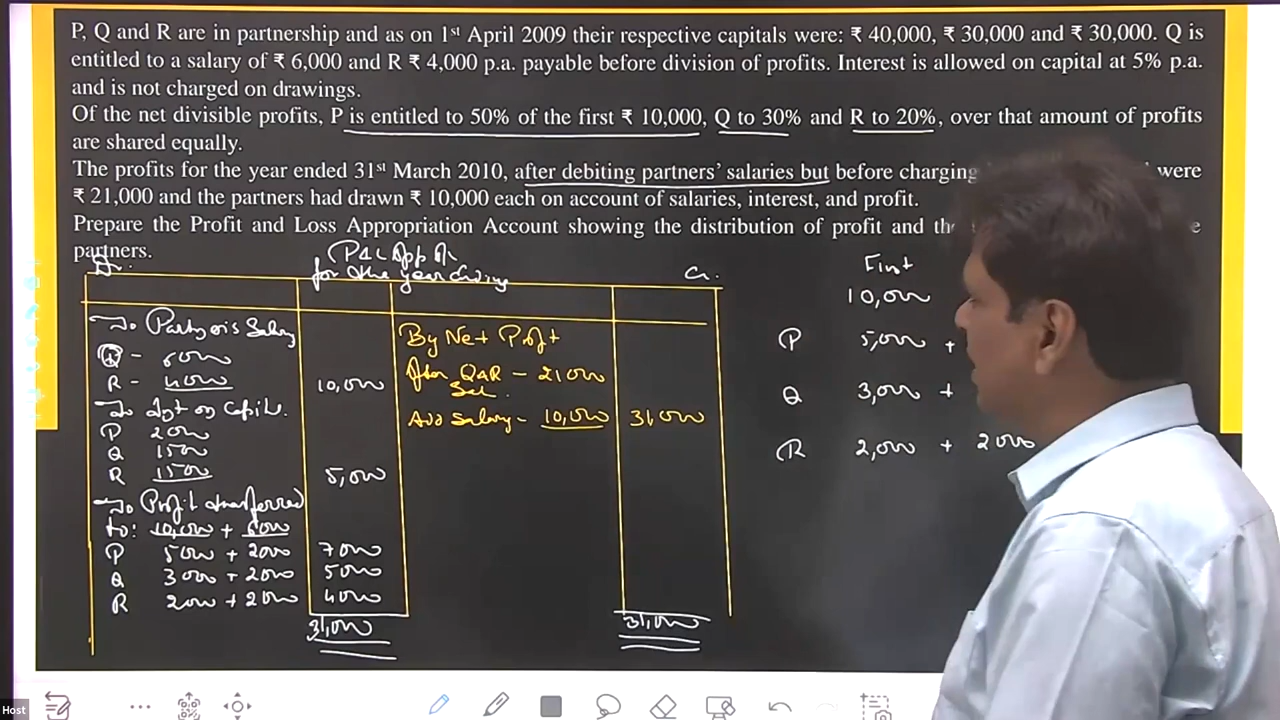 P, Q and R are in partnership and as on 1st April 2009 their respective capitals were: ₹ 40,000, ₹ 30,000 and ₹ 30,000. Q is
entitled to a salary of ₹ 6,000 and R ₹ 4,000 p.a. payable before division of profits. Interest is allowed on capital at 5% p.a.
and is not charged on drawings.
Of the net divisible profits, P is entitled to 50% of the first ₹ 10,000, Q to 30% and R to 20%, over that amount of profits
are shared equally.
The profits for the year ended 31st March 2010, after debiting partners' salaries but before charging were
₹ 21,000 and the partners had drawn ₹ 10,000 each on account of salaries, interest, and profit.
Prepare the Profit and Loss Appropriation Account showing the distribution of profit and
partners.
P&L App A/c
Dr. for the year ending Cr.
To Partner's Salary
Q - 6000
R - 4000 10,000
To Int on Capital.
P 2000
Q 1500
R 1500 5,000
To Profit transferred
to: 10,000 + 6000
P 5000 + 2000 7000
Q 3000 + 2000 5000
R 2000 + 2000 4000
31,000
By Net Profit
After Q&R - 21,000
Sal.
Add Salary - 10,000 31,000
31,000
First
10,000
P 5,000 +
Q 3,000 +
R 2,000 + 2000
Host